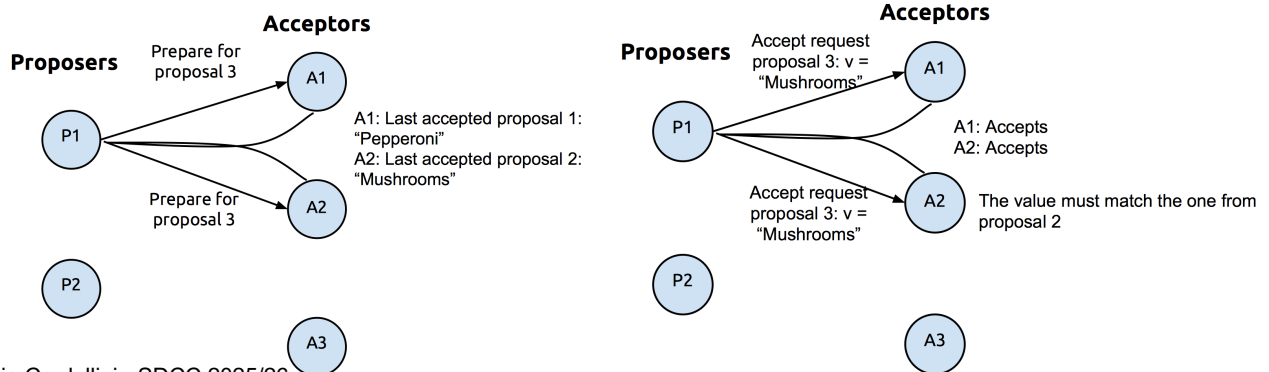 Acceptors
Proposers
Prepare for
proposal 3
A1
P1
A1: Last accepted proposal 1:
“Pepperoni”
A2: Last accepted proposal 2:
“Mushrooms”
Prepare for
proposal 3
A2
P2
A3
SDCC 2025/26
Acceptors
Proposers
Accept request
proposal 3: v =
“Mushrooms”
A1
P1
A1: Accepts
A2: Accepts
Accept request
proposal 3: v =
“Mushrooms”
A2
The value must match the one from
proposal 2
P2
A3